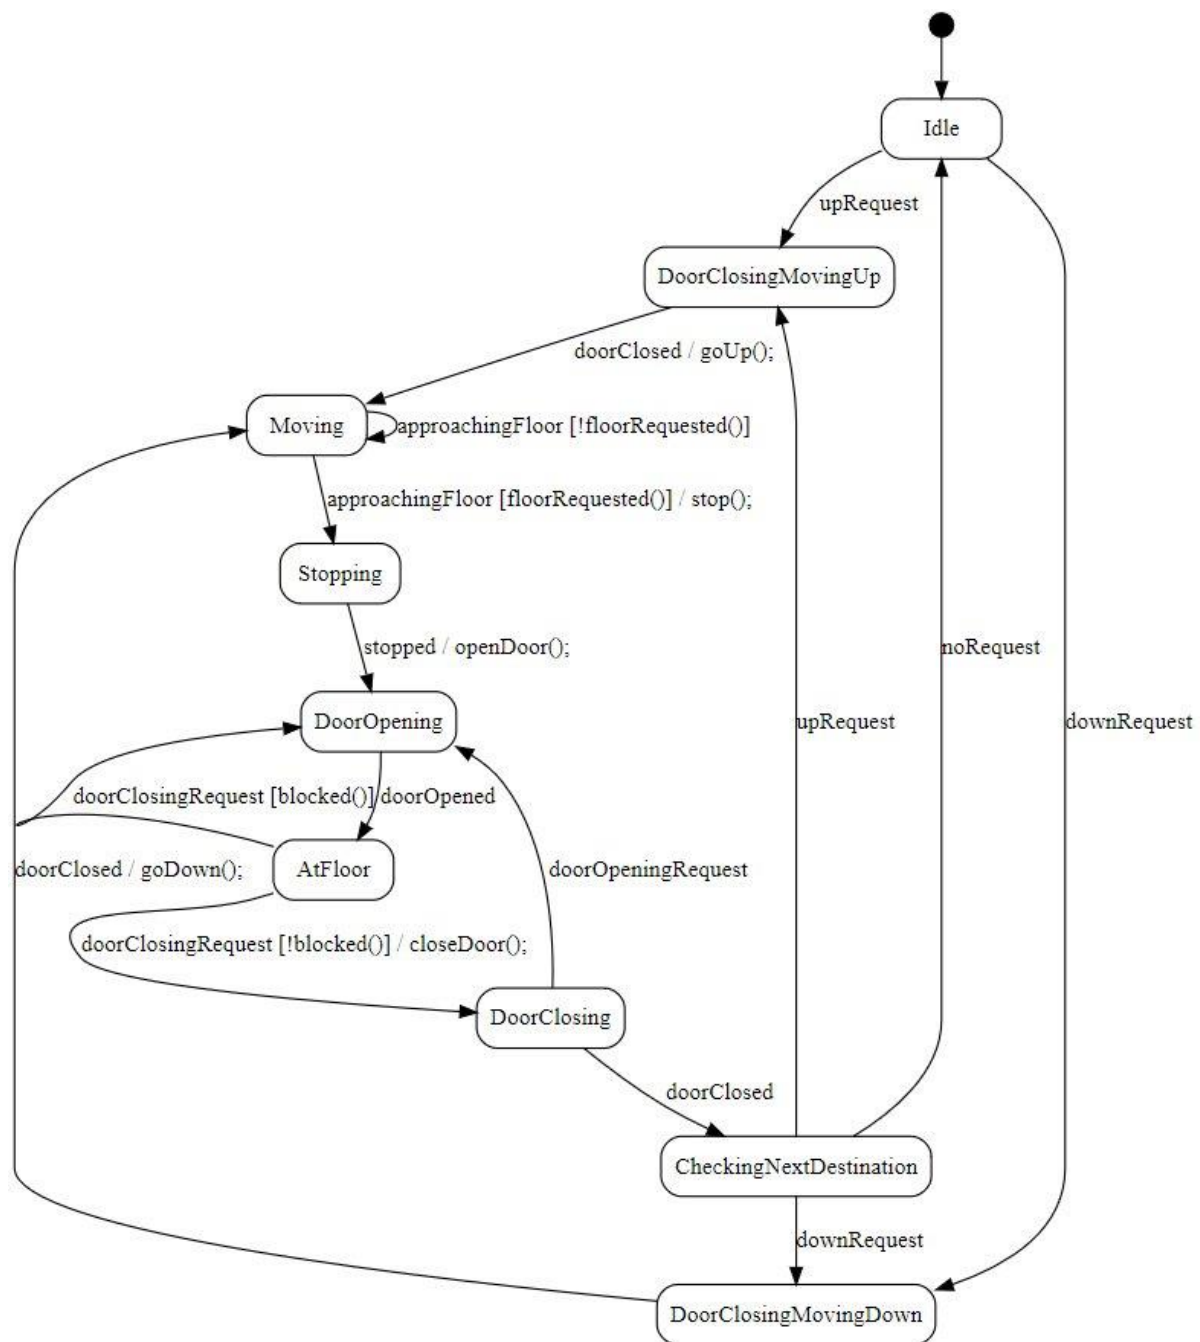 Idle
upRequest
DoorClosingMovingUp
doorClosed / goUp();
Moving
approachingFloor [!floorRequested()]
approachingFloor [floorRequested()] / stop();
Stopping
stopped / openDoor();
noRequest
DoorOpening
upRequest
downRequest
doorClosingRequest [blocked()]
doorOpened
doorClosed / goDown();
AtFloor
doorOpeningRequest
doorClosingRequest [!blocked()] / closeDoor();
DoorClosing
doorClosed
CheckingNextDestination
downRequest
DoorClosingMovingDown